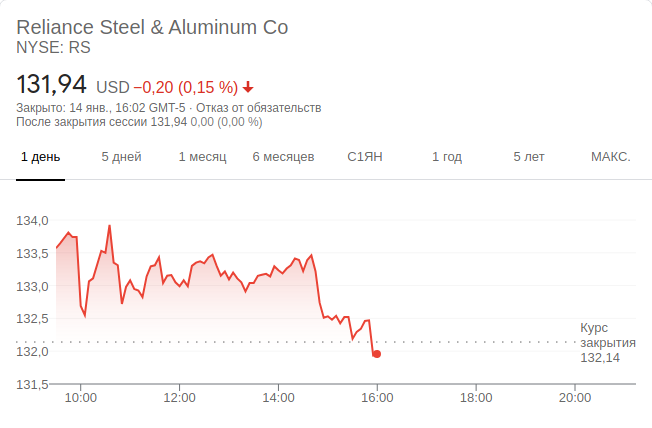 Reliance Steel & Aluminum Co
NYSE: RS
131,94 USD −0,20 (0,15 %)
Закрыто: 14 янв., 16:02 GMT-5 · Отказ от обязательств
После закрытия сессии 131,94 0,00 (0,00 %)
1 день 5 дней 1 месяц 6 месяцев С1ЯН 1 год 5 лет МАКС.
134,0
133,5
133,0
132,5
132,0
131,5
Курс
закрытия
132,14
10:00 12:00 14:00 16:00 18:00 20:00